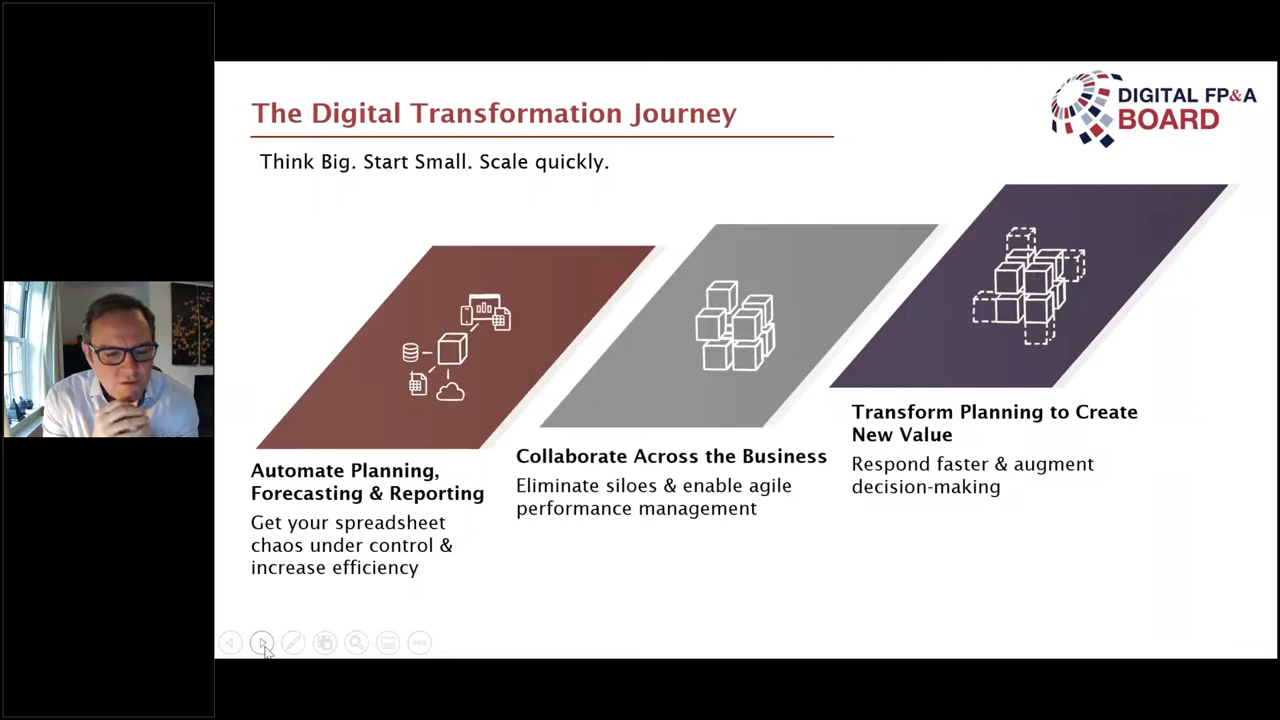 The Digital Transformation Journey
DIGITAL FP&A
BOARD
Think Big. Start Small. Scale quickly.
Automate Planning,
Forecasting & Reporting
Get your spreadsheet
chaos under control &
increase efficiency
Collaborate Across the Business
Eliminate siloes & enable agile
performance management
Transform Planning to Create
New Value
Respond faster & augment
decision-making